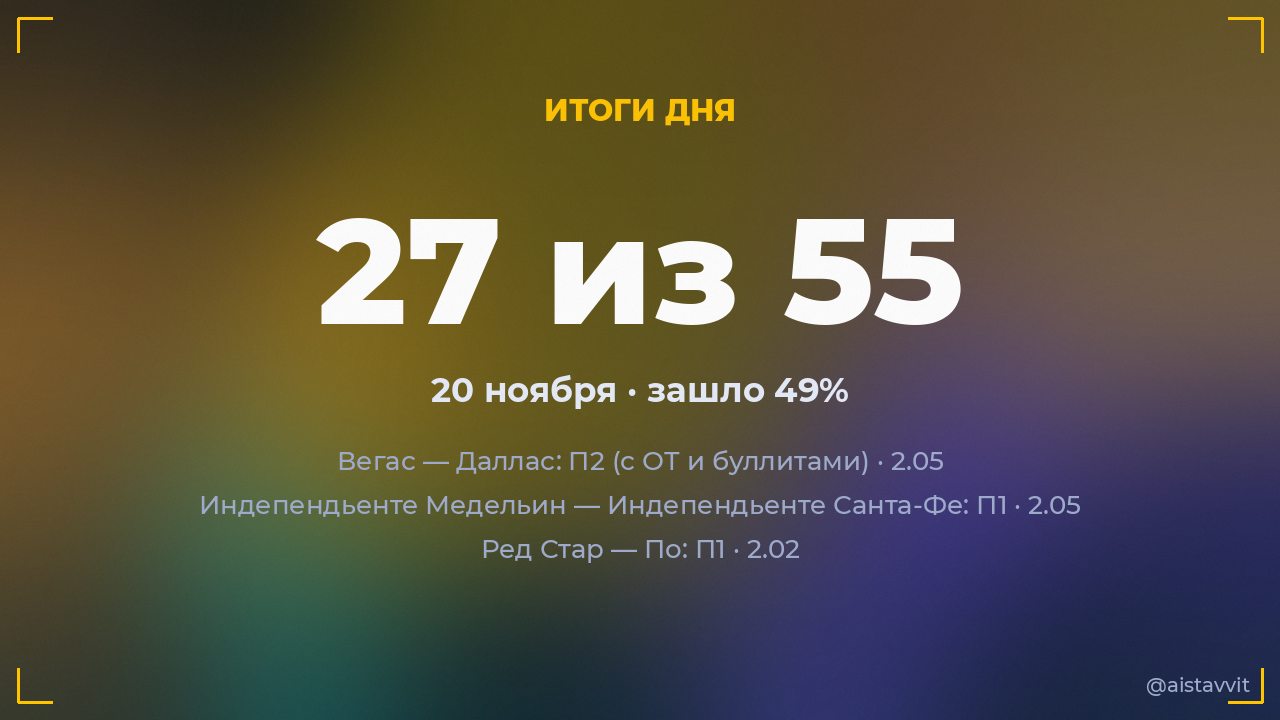 ИТОГИ ДНЯ
27 из 55
20 ноября · зашло 49%
Вегас — Даллас: П2 (с ОТ и буллитами) · 2.05
Индепендьенте Медельин — Индепендьенте Санта-Фе: П1 · 2.05
Ред Стар — По: П1 · 2.02
@aistavvit